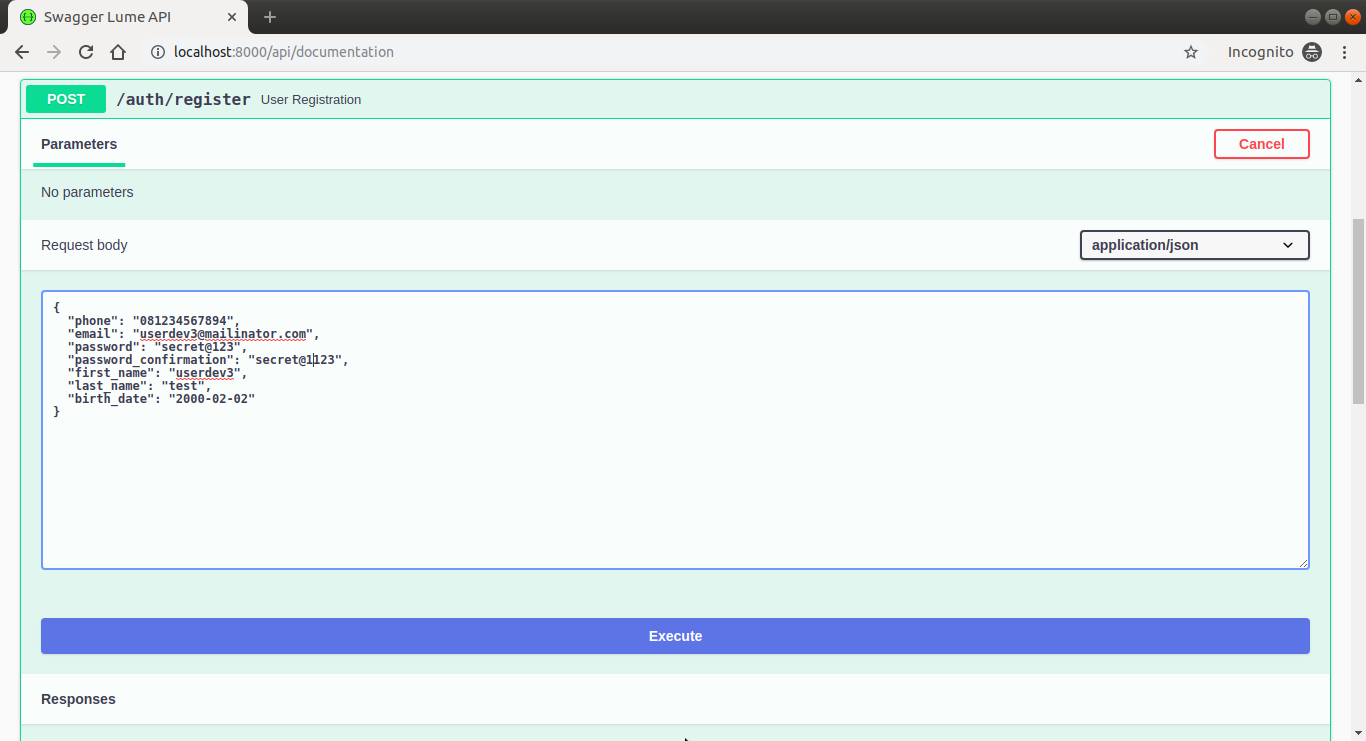 Swagger Lume API
localhost:8000/api/documentation
Incognito
POST /auth/register User Registration
Parameters
Cancel
No parameters
Request body
application/json
{
  "phone": "081234567894",
  "email": "userdev3@mailinator.com",
  "password": "secret@123",
  "password_confirmation": "secret@1123",
  "first_name": "userdev3",
  "last_name": "test",
  "birth_date": "2000-02-02"
}
Execute
Responses